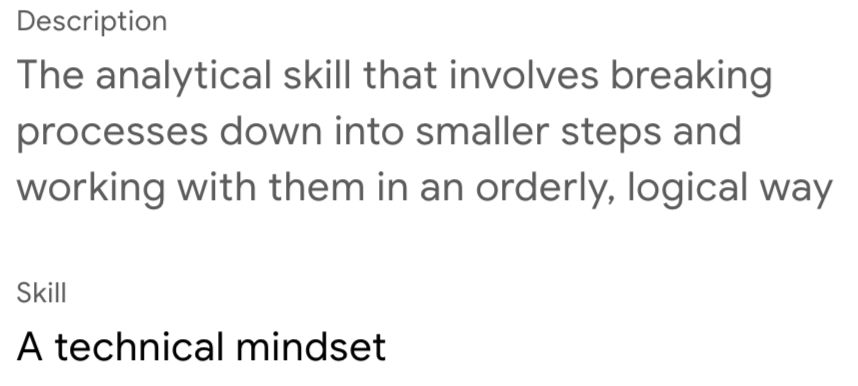 Description
The analytical skill that involves breaking
processes down into smaller steps and
working with them in an orderly, logical way
Skill
A technical mindset